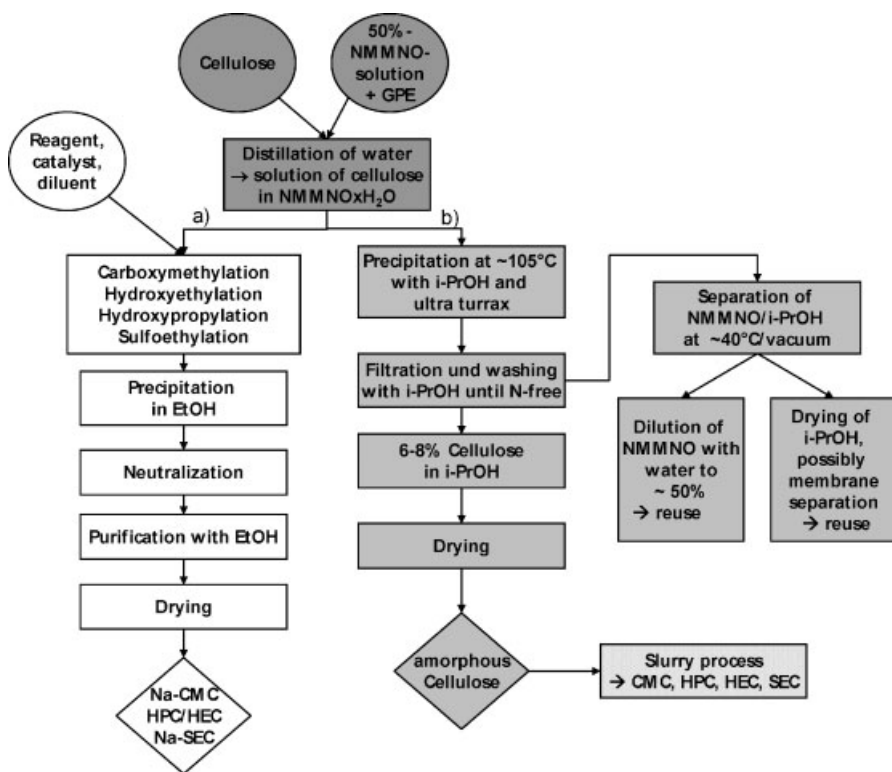 Cellulose
50%-
NMMNO-
solution
+ GPE
Reagent,
catalyst,
diluent
Distillation of water
→ solution of cellulose
in NMMNOxH₂O
a)
b)
Carboxymethylation
Hydroxyethylation
Hydroxypropylation
Sulfoethylation
Precipitation
in EtOH
Neutralization
Purification with EtOH
Drying
Na-CMC
HPC/HEC
Na-SEC
Precipitation at ~105°C
with i-PrOH and
ultra turrax
Filtration und washing
with i-PrOH until N-free
6-8% Cellulose
in i-PrOH
Drying
amorphous
Cellulose
Separation of
NMMNO/i-PrOH
at ~40°C/vacuum
Dilution of
NMMNO with
water to
~ 50%
→ reuse
Drying of
i-PrOH,
possibly
membrane
separation
→ reuse
Slurry process
→ CMC, HPC, HEC, SEC